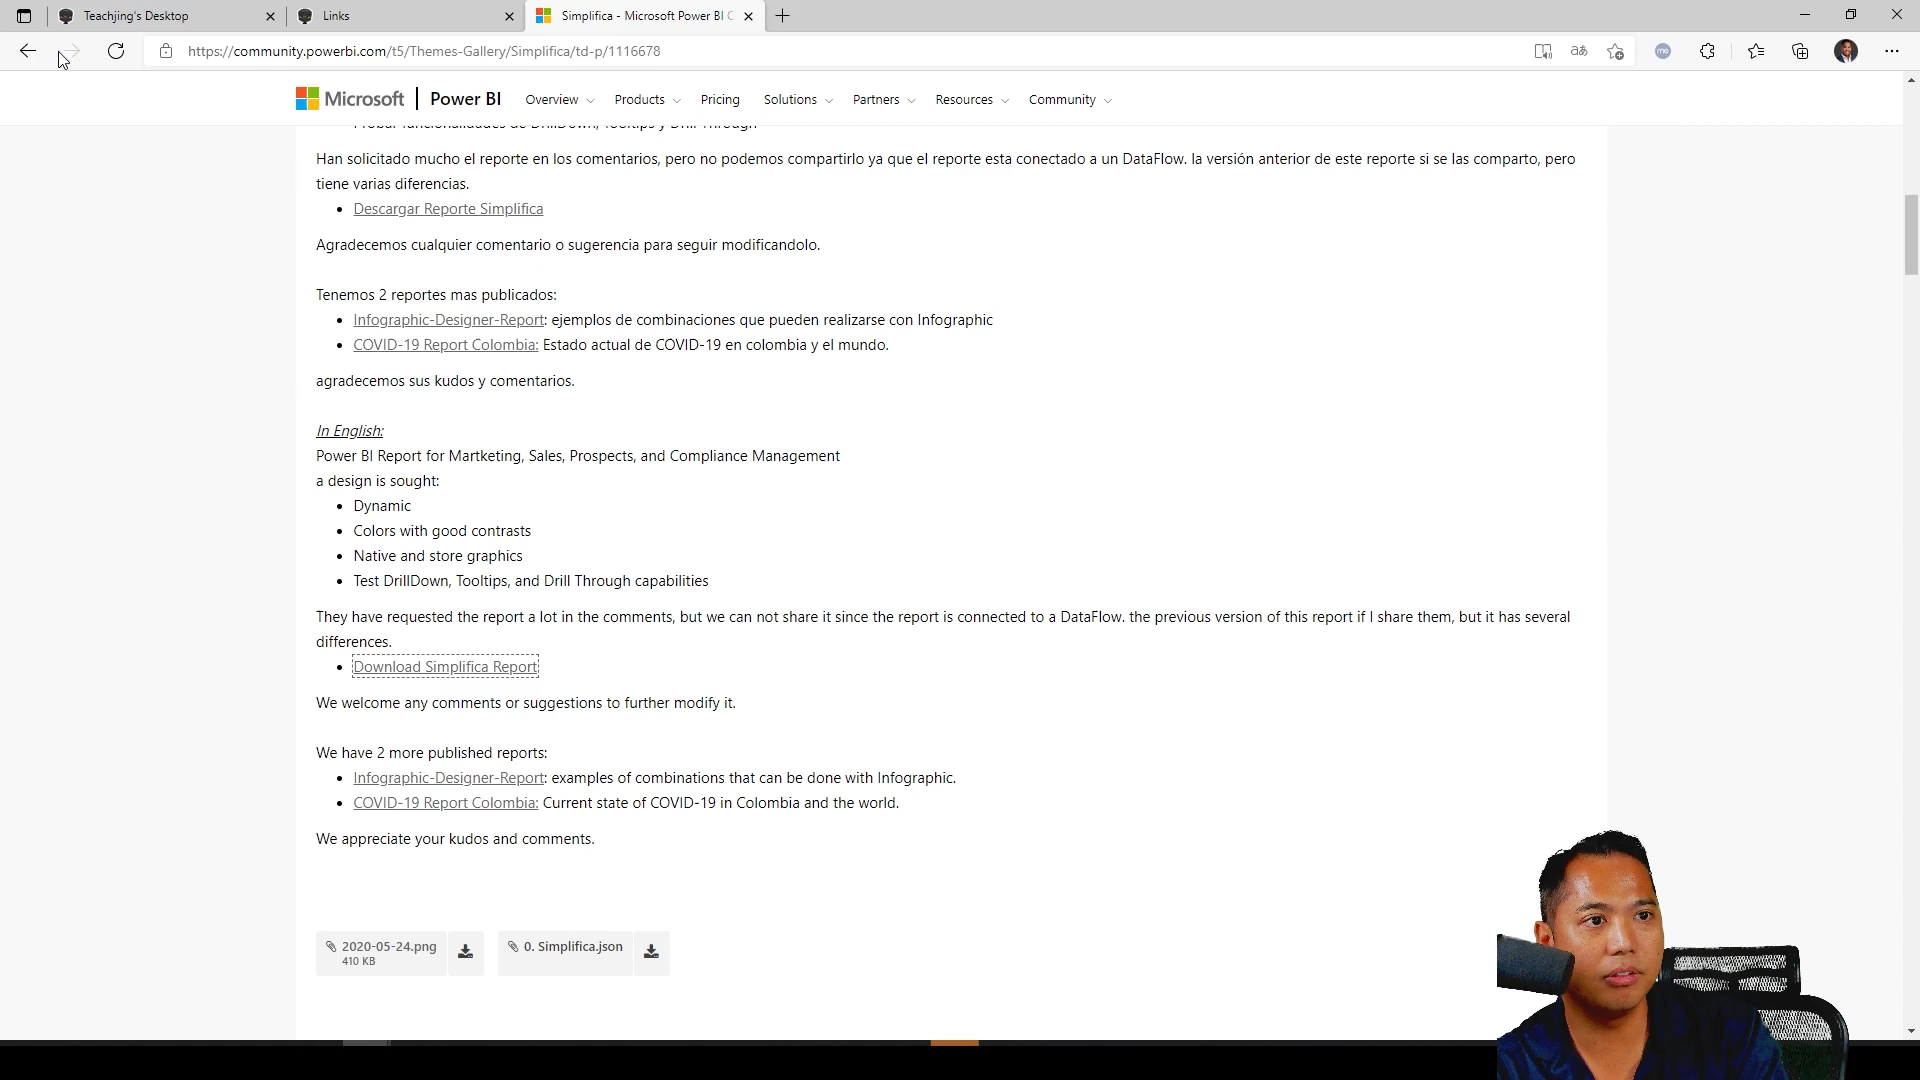 Teachjing's Desktop
Links
Simplifica - Microsoft Power BI C
https://community.powerbi.com/t5/Themes-Gallery/Simplifica/td-p/1116678
Microsoft | Power BI Overview Products Pricing Solutions Partners Resources Community
Probar funcionalidades de DrillDown, Tooltips y Drill Through
Han solicitado mucho el reporte en los comentarios, pero no podemos compartirlo ya que el reporte esta conectado a un DataFlow. la versión anterior de este reporte si se las comparto, pero
tiene varias diferencias.
• Descargar Reporte Simplifica
Agradecemos cualquier comentario o sugerencia para seguir modificandolo.
Tenemos 2 reportes mas publicados:
• Infographic-Designer-Report: ejemplos de combinaciones que pueden realizarse con Infographic
• COVID-19 Report Colombia: Estado actual de COVID-19 en colombia y el mundo.
agradecemos sus kudos y comentarios.
In English:
Power BI Report for Martketing, Sales, Prospects, and Compliance Management
a design is sought:
• Dynamic
• Colors with good contrasts
• Native and store graphics
• Test DrillDown, Tooltips, and Drill Through capabilities
They have requested the report a lot in the comments, but we can not share it since the report is connected to a DataFlow. the previous version of this report if I share them, but it has several
differences.
• Download Simplifica Report
We welcome any comments or suggestions to further modify it.
We have 2 more published reports:
• Infographic-Designer-Report: examples of combinations that can be done with Infographic.
• COVID-19 Report Colombia: Current state of COVID-19 in Colombia and the world.
We appreciate your kudos and comments.
2020-05-24.png
410 KB
0. Simplifica.json